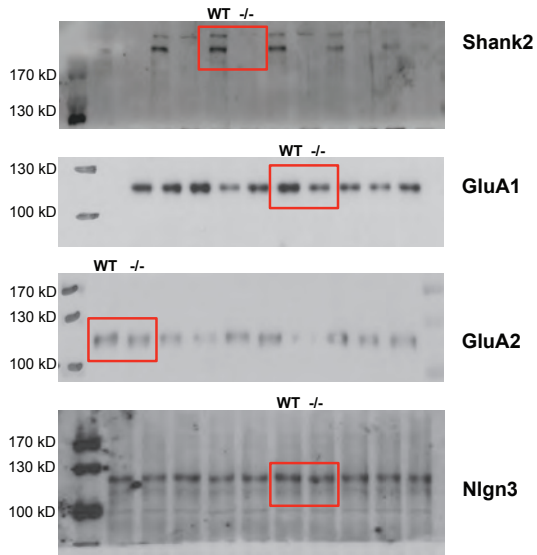 WT -/-
Shank2
170 kD
130 kD
WT -/-
130 kD
GluA1
100 kD
WT -/-
170 kD
130 kD
GluA2
100 kD
WT -/-
170 kD
130 kD
Nlgn3
100 kD